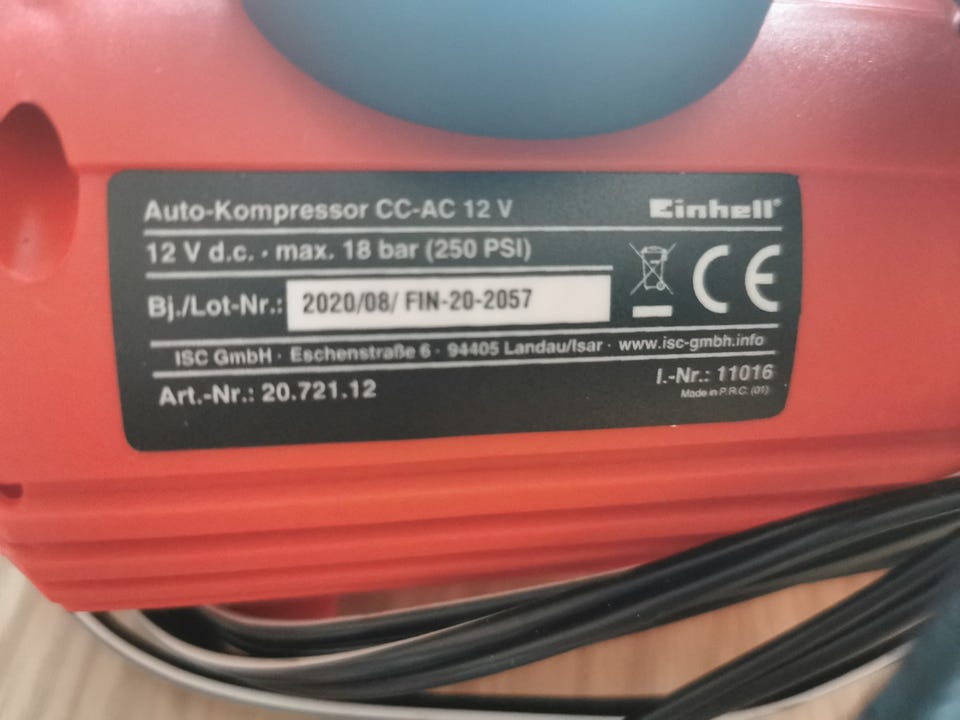 Auto-Kompressor CC-AC 12 V Einhell®
12 V d.c. · max. 18 bar (250 PSI)
CE
Bj./Lot-Nr.: 2020/08/ FIN-20-2057
ISC GmbH · Eschenstraße 6 · 94405 Landau/Isar · www.isc-gmbh.info
Art.-Nr.: 20.721.12 I.-Nr.: 11016
Made in P.R.C. (01)